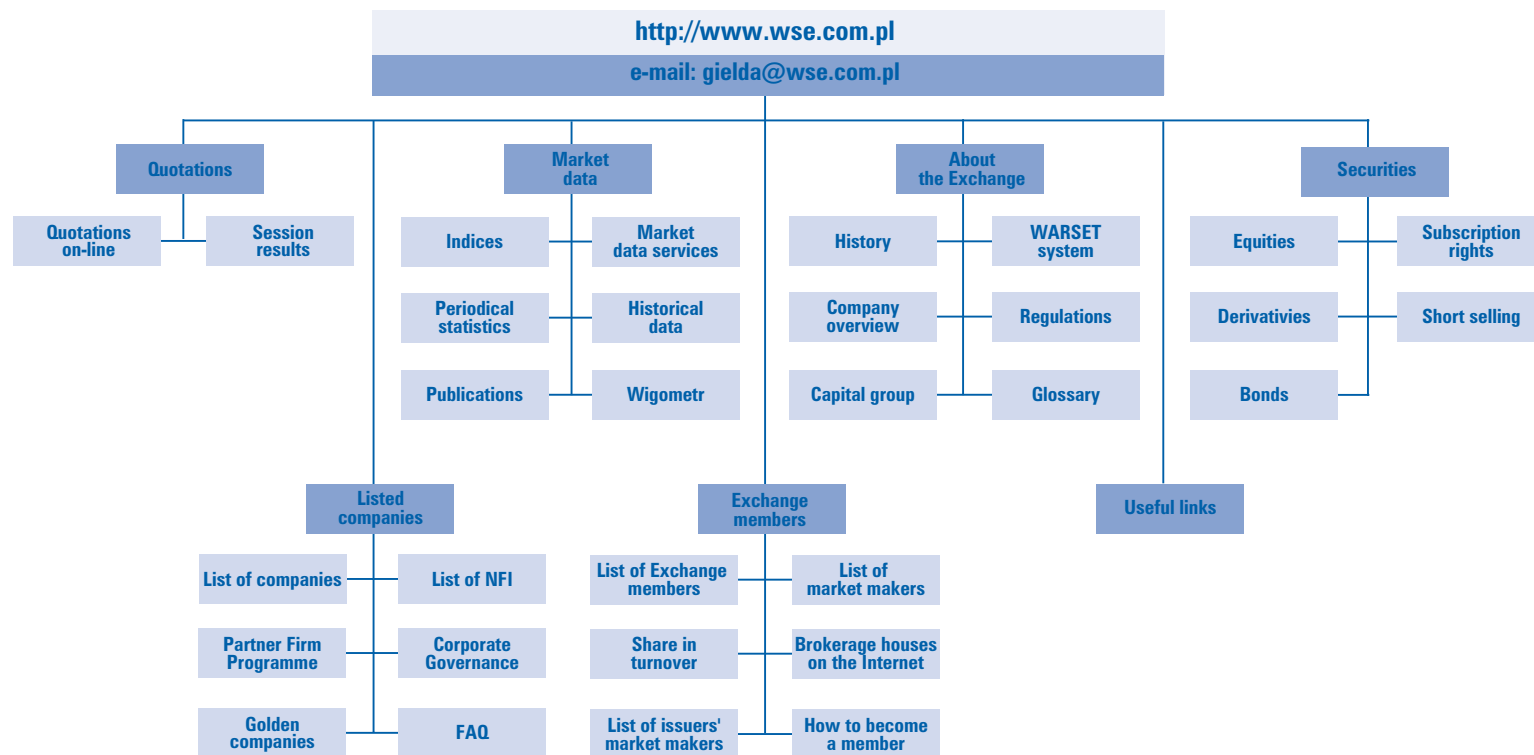 http://www.wse.com.pl
e-mail: gielda@wse.com.pl
Quotations
Quotations
on-line
Session
results
Market
data
Indices
Market
data services
Periodical
statistics
Historical
data
Publications
Wigometr
About
the Exchange
History
WARSET
system
Company
overview
Regulations
Capital group
Glossary
Securities
Equities
Subscription
rights
Derivativies
Short selling
Bonds
Listed
companies
List of companies
List of NFI
Partner Firm
Programme
Corporate
Governance
Golden
companies
FAQ
Exchange
members
List of Exchange
members
List of
market makers
Share in
turnover
Brokerage houses
on the Internet
List of issuers'
market makers
How to become
a member
Useful links